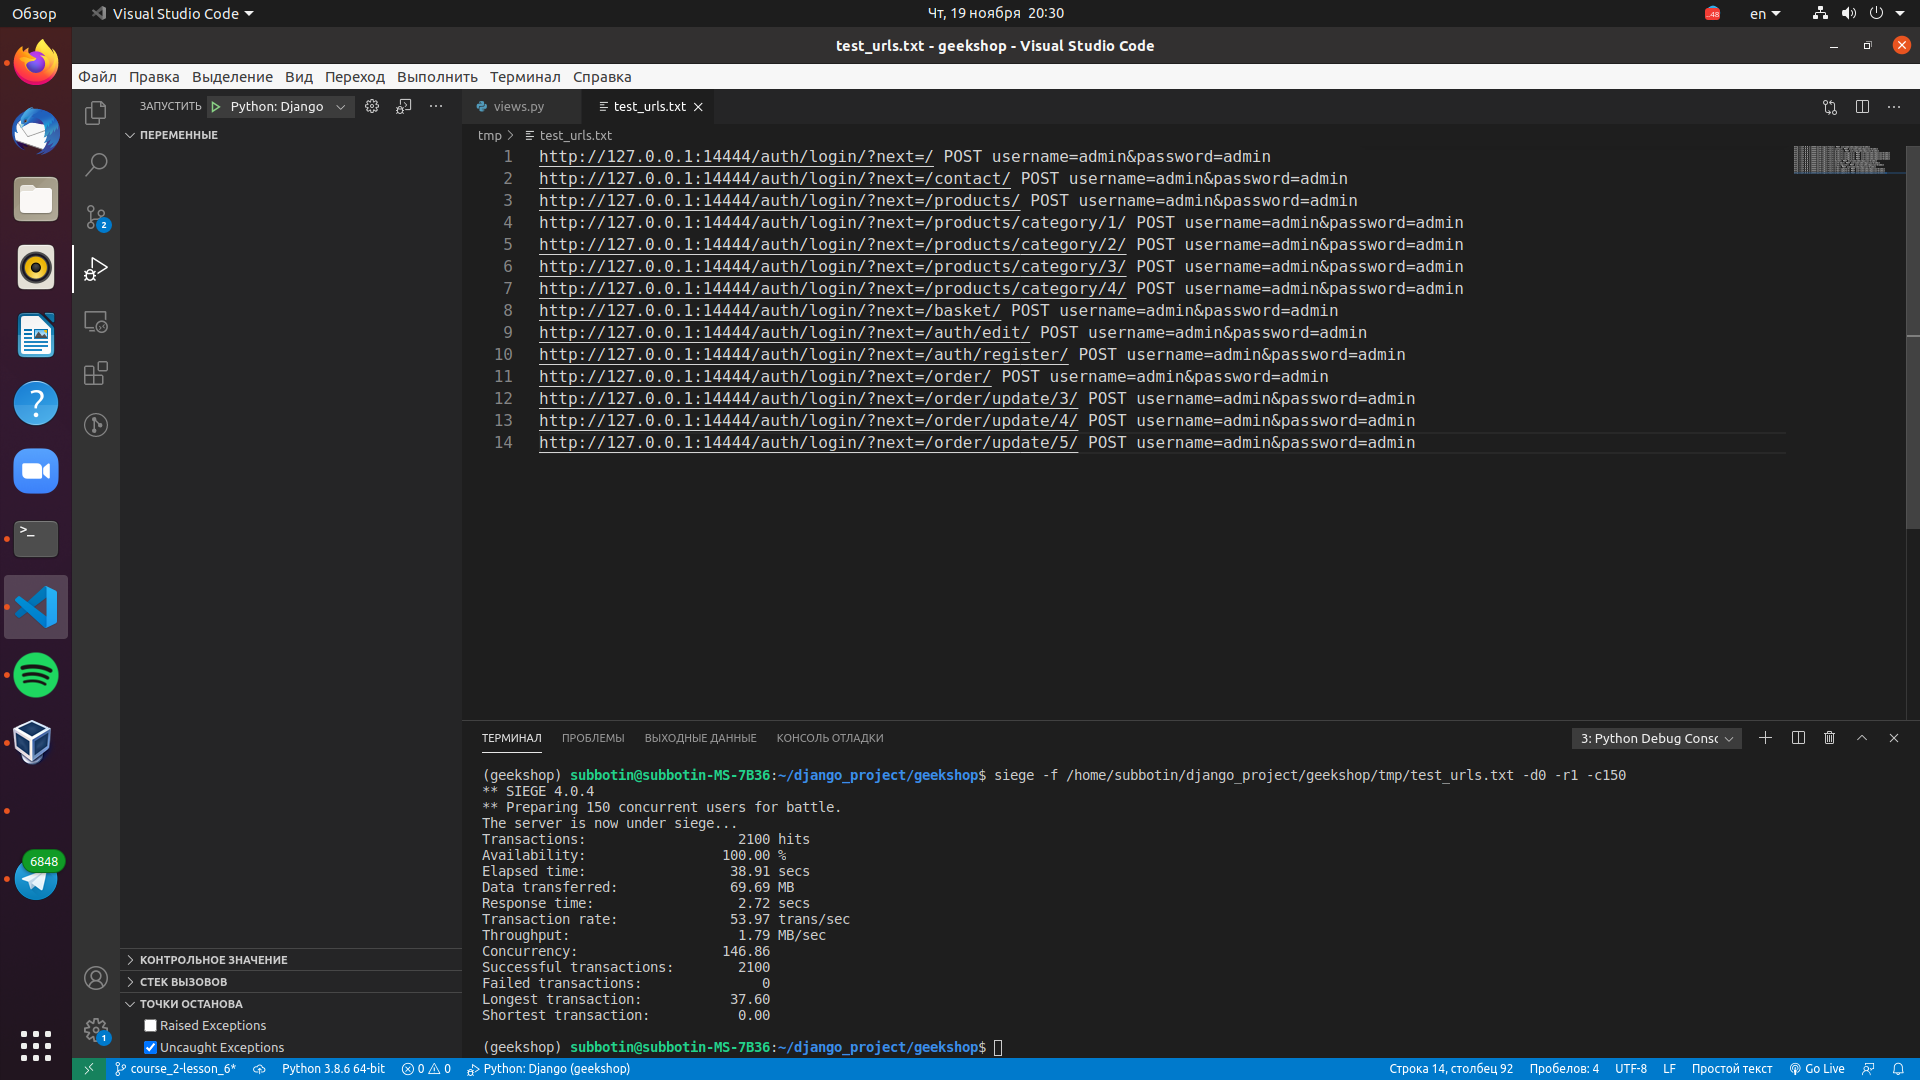 Обзор
Visual Studio Code
Чт, 19 ноября 20:30
en
test_urls.txt - geekshop - Visual Studio Code
Файл Правка Выделение Вид Переход Выполнить Терминал Справка
ЗАПУСТИТЬ Python: Django
views.py
test_urls.txt
ПЕРЕМЕННЫЕ
tmp > test_urls.txt
1 http://127.0.0.1:14444/auth/login/?next=/ POST username=admin&password=admin
2 http://127.0.0.1:14444/auth/login/?next=/contact/ POST username=admin&password=admin
3 http://127.0.0.1:14444/auth/login/?next=/products/ POST username=admin&password=admin
4 http://127.0.0.1:14444/auth/login/?next=/products/category/1/ POST username=admin&password=admin
5 http://127.0.0.1:14444/auth/login/?next=/products/category/2/ POST username=admin&password=admin
6 http://127.0.0.1:14444/auth/login/?next=/products/category/3/ POST username=admin&password=admin
7 http://127.0.0.1:14444/auth/login/?next=/products/category/4/ POST username=admin&password=admin
8 http://127.0.0.1:14444/auth/login/?next=/basket/ POST username=admin&password=admin
9 http://127.0.0.1:14444/auth/login/?next=/auth/edit/ POST username=admin&password=admin
10 http://127.0.0.1:14444/auth/login/?next=/auth/register/ POST username=admin&password=admin
11 http://127.0.0.1:14444/auth/login/?next=/order/ POST username=admin&password=admin
12 http://127.0.0.1:14444/auth/login/?next=/order/update/3/ POST username=admin&password=admin
13 http://127.0.0.1:14444/auth/login/?next=/order/update/4/ POST username=admin&password=admin
14 http://127.0.0.1:14444/auth/login/?next=/order/update/5/ POST username=admin&password=admin
2
6848
ТЕРМИНАЛ ПРОБЛЕМЫ ВЫХОДНЫЕ ДАННЫЕ КОНСОЛЬ ОТЛАДКИ
3: Python Debug Consc
(geekshop) subbotin@subbotin-MS-7B36:~/django_project/geekshop$ siege -f /home/subbotin/django_project/geekshop/tmp/test_urls.txt -d0 -r1 -c150
** SIEGE 4.0.4
** Preparing 150 concurrent users for battle.
The server is now under siege...
Transactions: 2100 hits
Availability: 100.00 %
Elapsed time: 38.91 secs
Data transferred: 69.69 MB
Response time: 2.72 secs
Transaction rate: 53.97 trans/sec
Throughput: 1.79 MB/sec
Concurrency: 146.86
Successful transactions: 2100
Failed transactions: 0
Longest transaction: 37.60
Shortest transaction: 0.00
(geekshop) subbotin@subbotin-MS-7B36:~/django_project/geekshop$
КОНТРОЛЬНОЕ ЗНАЧЕНИЕ
СТЕК ВЫЗОВОВ
ТОЧКИ ОСТАНОВА
Raised Exceptions
Uncaught Exceptions
1
course_2-lesson_6*
Python 3.8.6 64-bit
0 0
Python: Django (geekshop)
Строка 14, столбец 92
Пробелов: 4
UTF-8
LF
Простой текст
Go Live